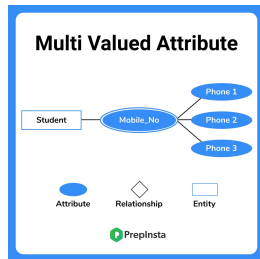 Multi Valued Attribute
Phone 1
Student Mobile_No Phone 2
Phone 3
Attribute Relationship Entity
PrepInsta